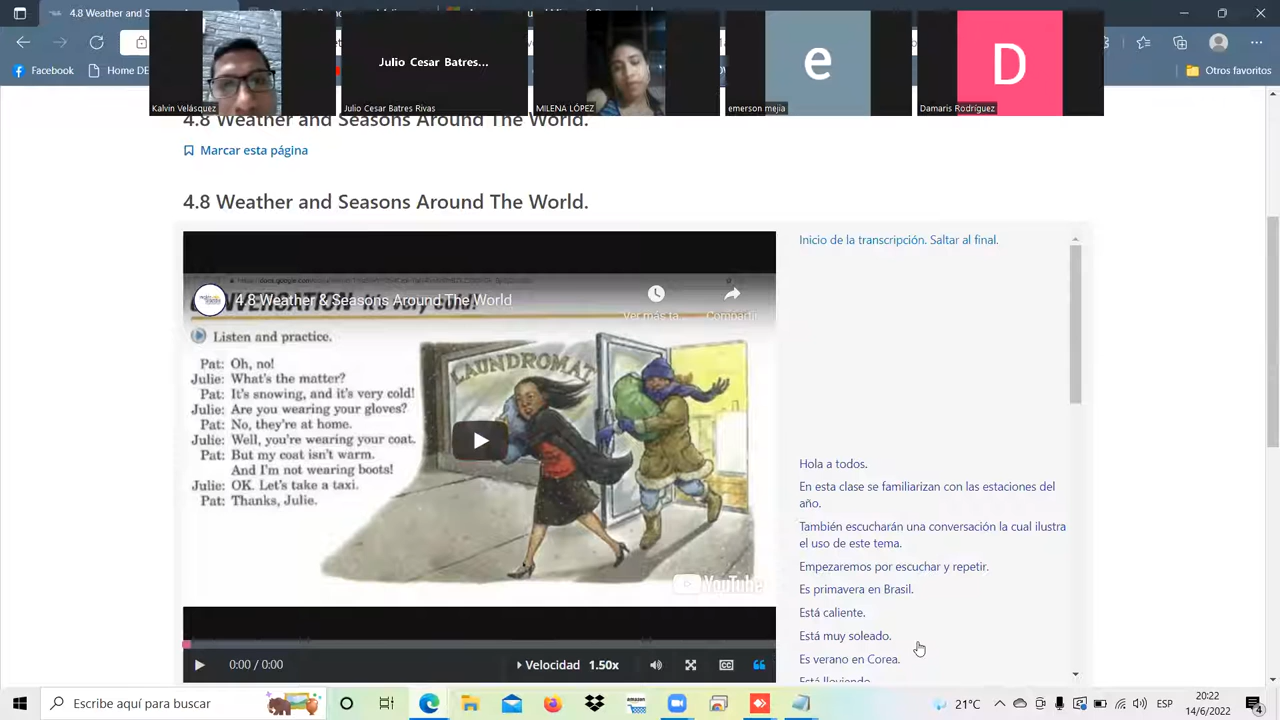 Facebook
Home DE
Otros favoritos
Julio Cesar Batres...
e
D
Kalvin Velásquez
Julio Cesar Batres Rivas
MILENA LÓPEZ
emerson mejia
Damaris Rodríguez
4.8 Weather and Seasons Around The World.
Marcar esta página
4.8 Weather and Seasons Around The World.
4.8 Weather & Seasons Around The World
Ver más ta...
Compartir
Listen and practice.
Pat: Oh, no!
Julie: What's the matter?
Pat: It's snowing, and it's very cold!
Julie: Are you wearing your gloves?
Pat: No, they're at home.
Julie: Well, you're wearing your coat.
Pat: But my coat isn't warm.
And I'm not wearing boots!
Julie: OK. Let's take a taxi.
Pat: Thanks, Julie.
LAUNDROMAT
YouTube
0:00 / 0:00
Velocidad 1.50x
Inicio de la transcripción. Saltar al final.
Hola a todos.
En esta clase se familiarizan con las estaciones del
año.
También escucharán una conversación la cual ilustra
el uso de este tema.
Empezaremos por escuchar y repetir.
Es primavera en Brasil.
Está caliente.
Está muy soleado.
Es verano en Corea.
Está lloviendo.
Escribe aquí para buscar
amazon
21°C
ESP
20:22
14/6/2022
4